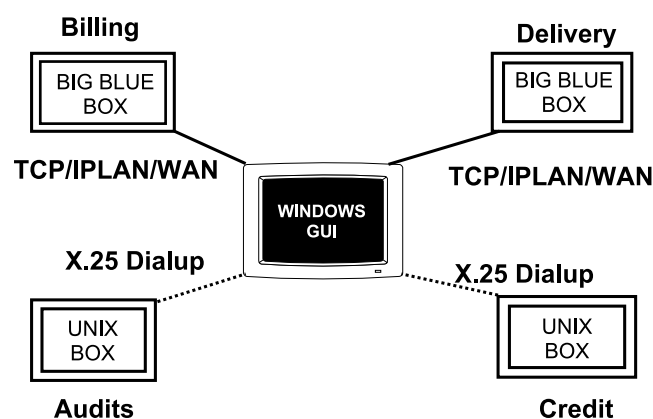 Billing
Delivery
BIG BLUE
BOX
BIG BLUE
BOX
TCP/IPLAN/WAN
TCP/IPLAN/WAN
WINDOWS
GUI
X.25 Dialup
X.25 Dialup
UNIX
BOX
UNIX
BOX
Audits
Credit